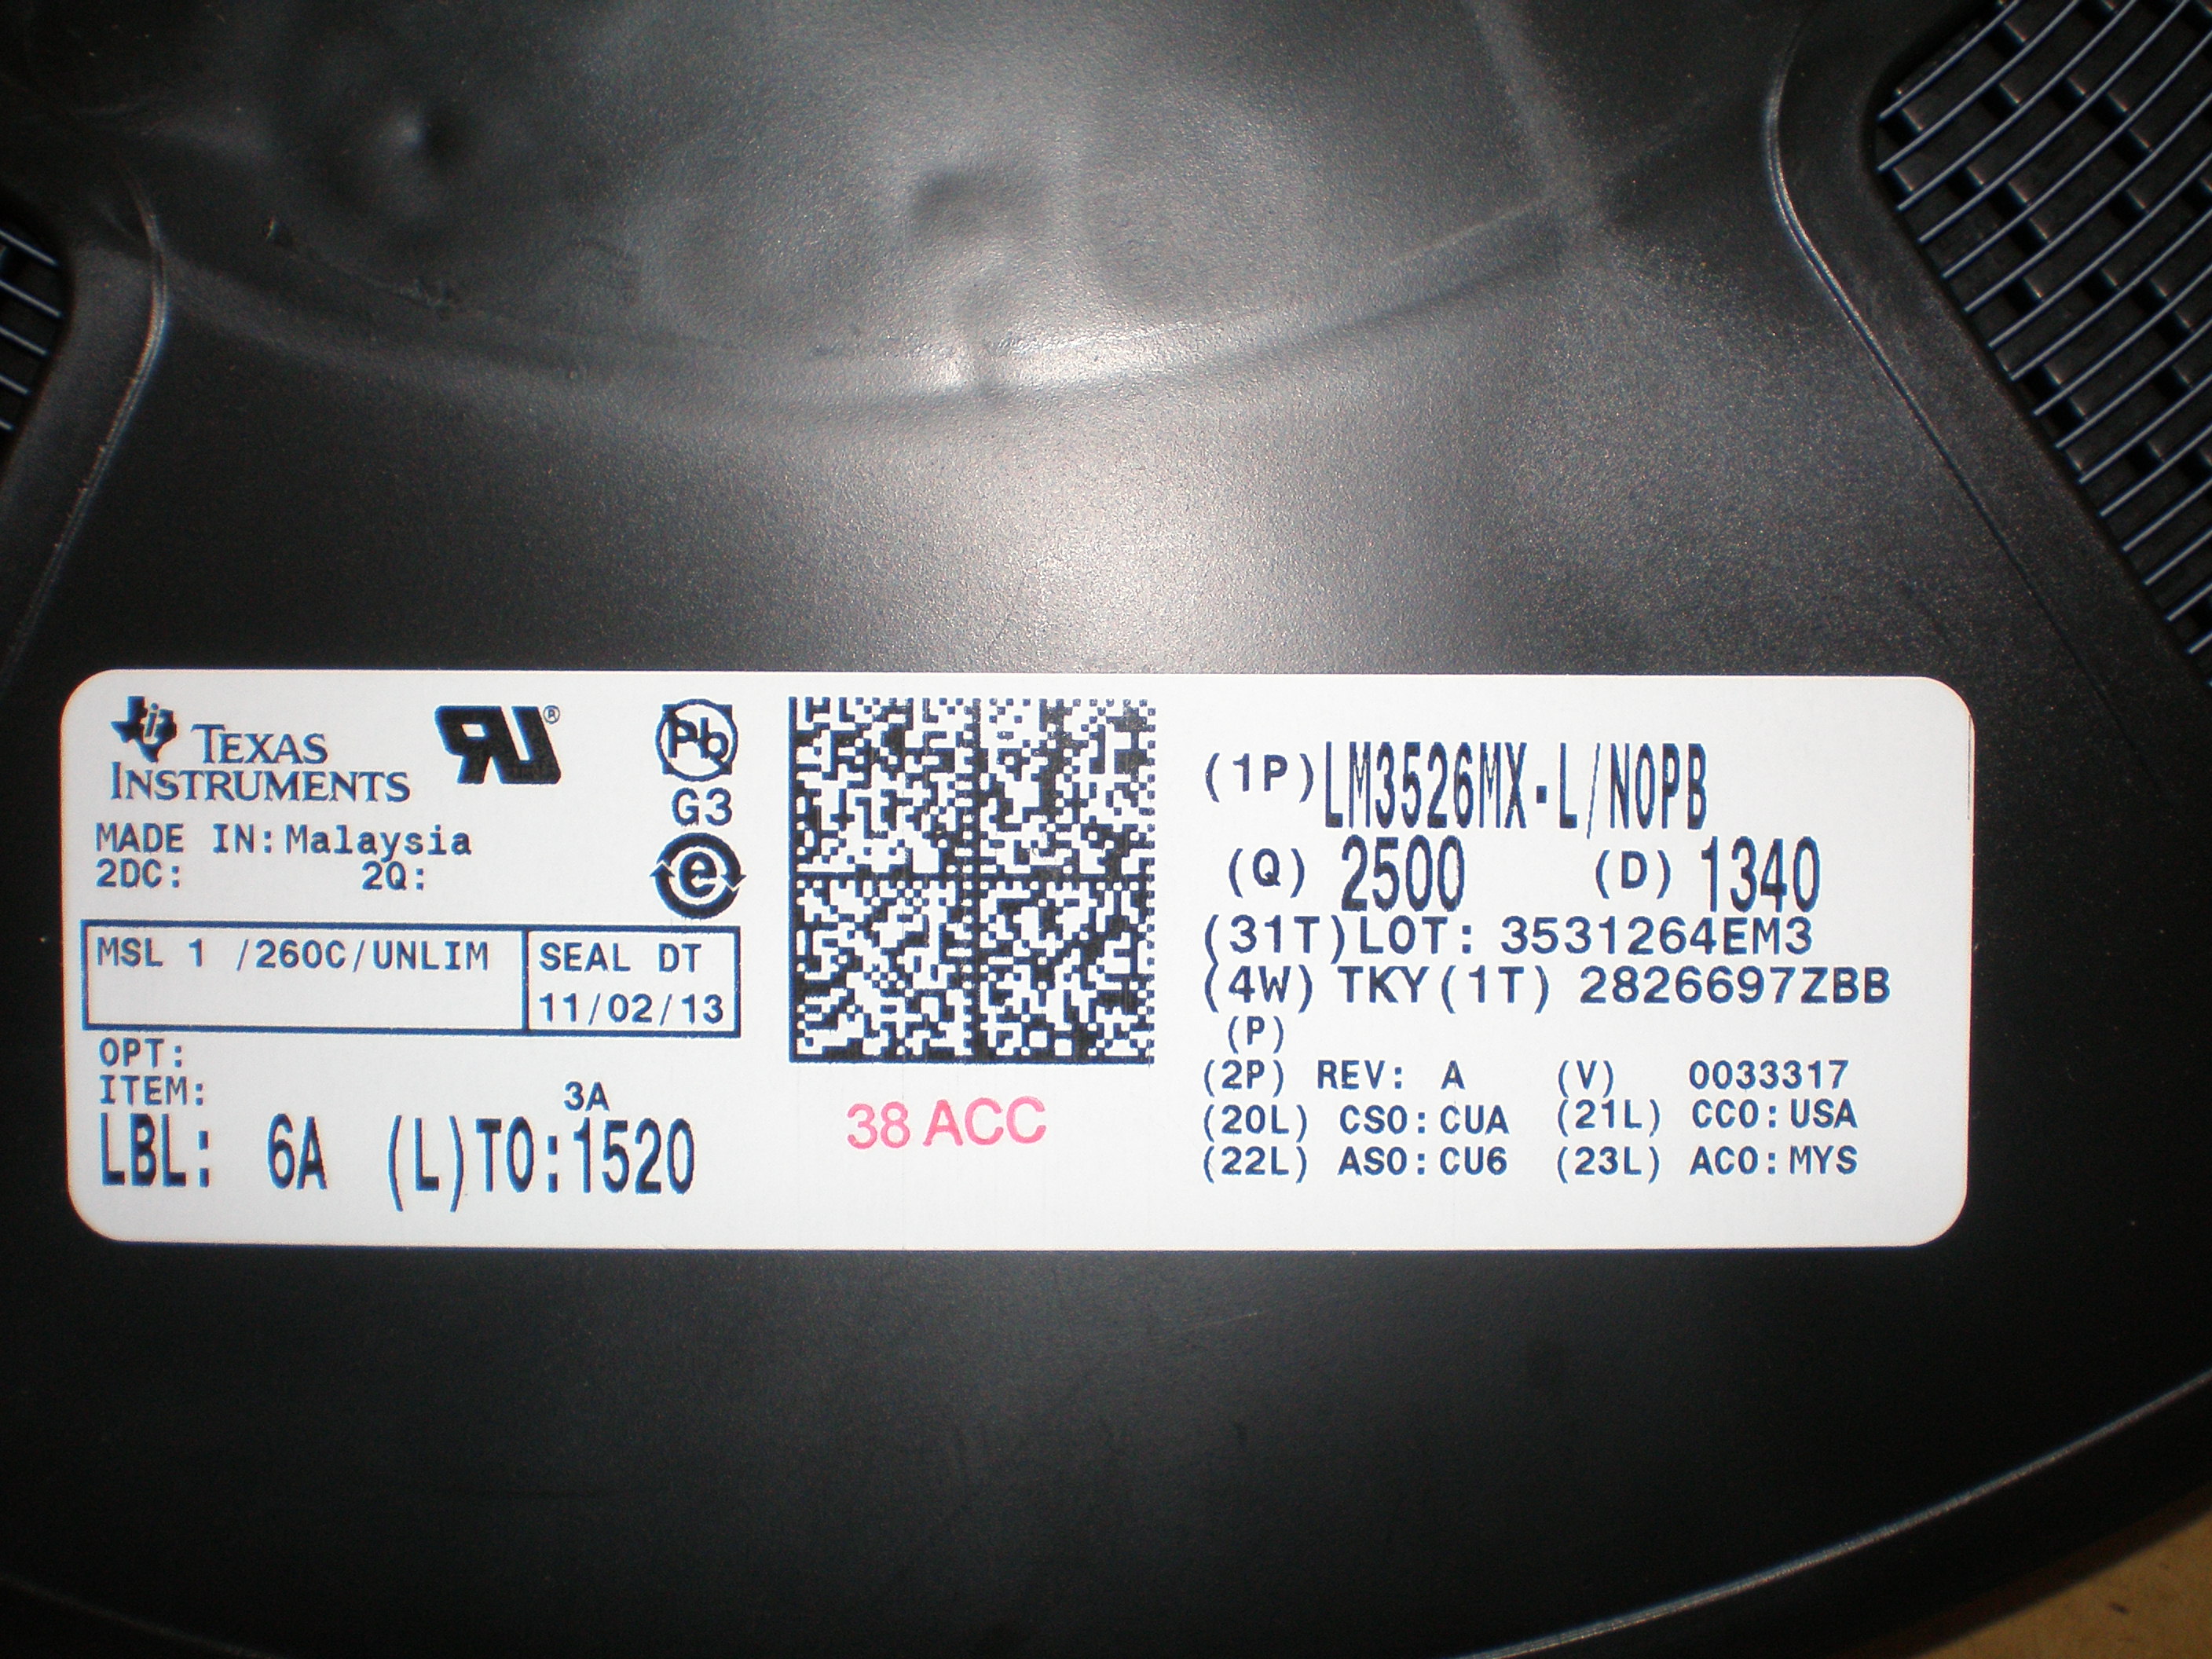 TEXAS
INSTRUMENTS
MADE IN: Malaysia
2DC: 2Q:
Pb
G3
e
MSL 1 /260C/UNLIM
SEAL DT
11/02/13
OPT:
ITEM:
3A
LBL: 6A (L)TO:1520
38 ACC
(1P)LM3526MX-L/NOPB
(Q) 2500 (D) 1340
(31T)LOT: 3531264EM3
(4W) TKY(1T) 2826697ZBB
(P)
(2P) REV: A (V) 0033317
(20L) CSO:CUA (21L) CCO:USA
(22L) ASO:CU6 (23L) ACO:MYS